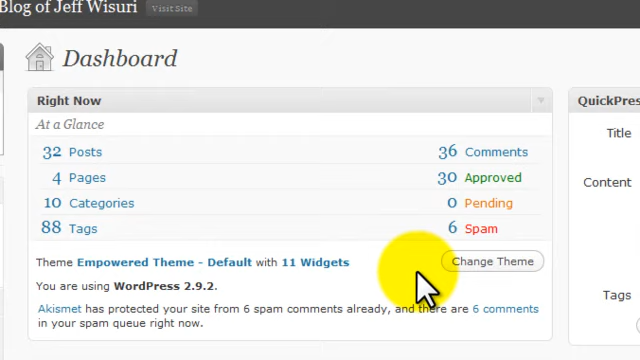 Blog of Jeff Wisuri Visit Site
Dashboard
Right Now
At a Glance
32 Posts 36 Comments
4 Pages 30 Approved
10 Categories 0 Pending
88 Tags 6 Spam
Theme Empowered Theme - Default with 11 Widgets Change Theme
You are using WordPress 2.9.2.
Akismet has protected your site from 6 spam comments already, and there are 6 comments
in your spam queue right now.
QuickPres
Title
Content
Tags